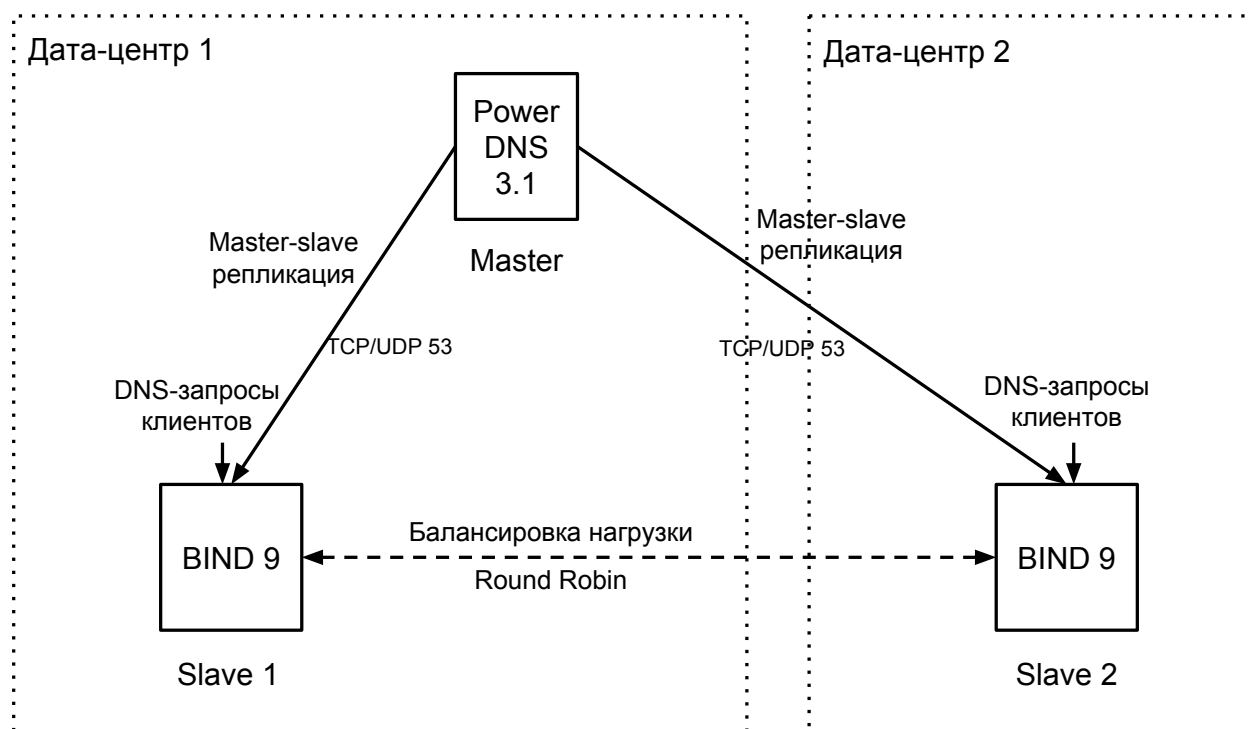 Дата-центр 1
Дата-центр 2
Power
DNS
3.1
Master
Master-slave
репликация
Master-slave
репликация
TCP/UDP 53
TCP/UDP 53
DNS-запросы
клиентов
DNS-запросы
клиентов
BIND 9
Балансировка нагрузки
Round Robin
BIND 9
Slave 1
Slave 2